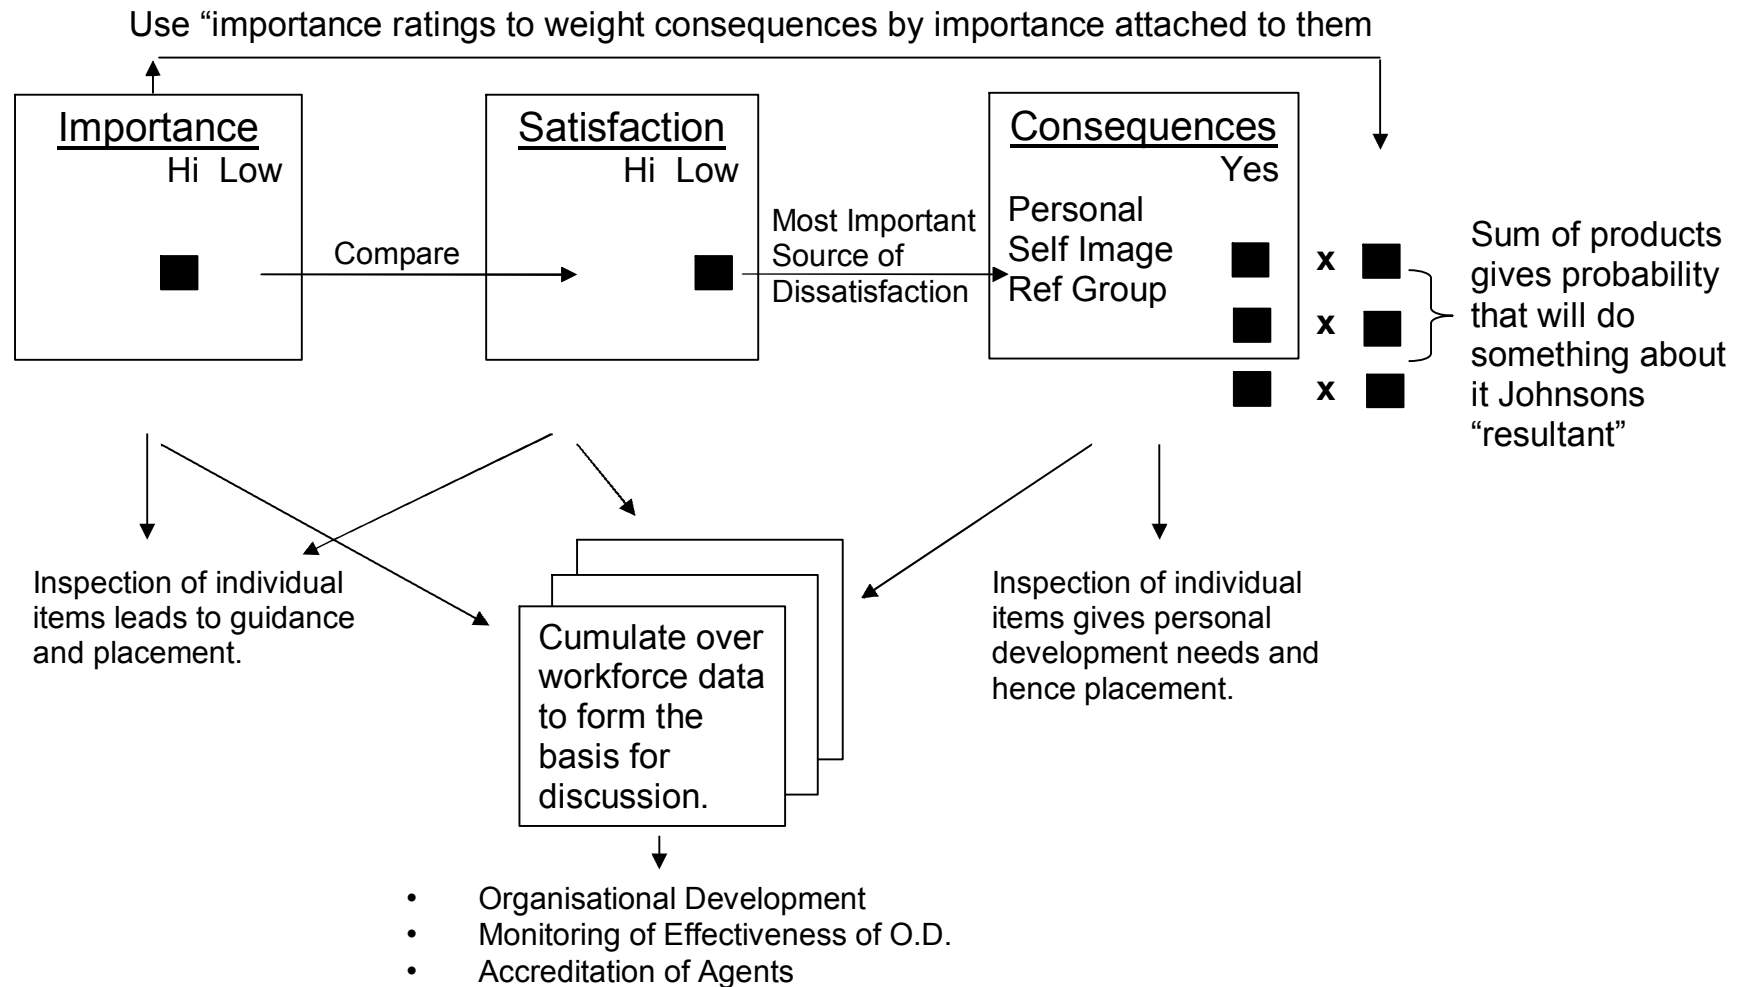 Use “importance ratings to weight consequences by importance attached to them
Importance
Hi Low
Satisfaction
Hi Low
Consequences
Yes
Personal
Self Image
Ref Group
Compare
Most Important
Source of
Dissatisfaction
x
x
x
Sum of products
gives probability
that will do
something about
it Johnsons
“resultant”
Inspection of individual
items leads to guidance
and placement.
Cumulate over
workforce data
to form the
basis for
discussion.
Inspection of individual
items gives personal
development needs and
hence placement.
• Organisational Development
• Monitoring of Effectiveness of O.D.
• Accreditation of Agents